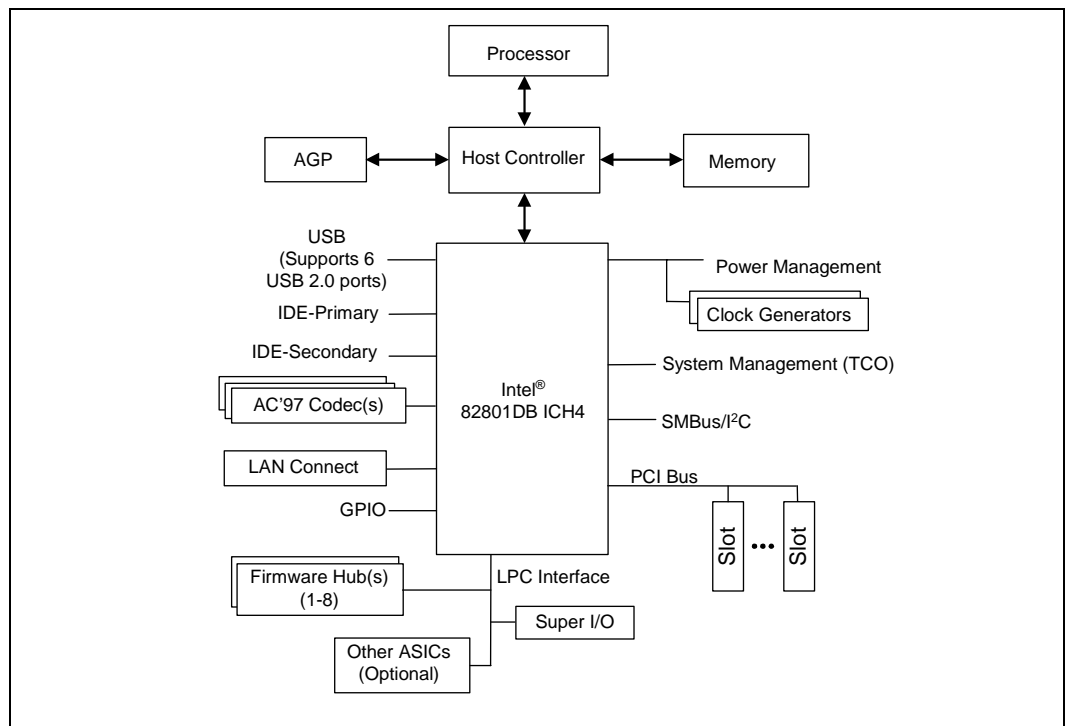 Processor
AGP
Host Controller
Memory
USB
(Supports 6
USB 2.0 ports)
IDE-Primary
IDE-Secondary
AC'97 Codec(s)
LAN Connect
GPIO
Intel®
82801DB ICH4
Power Management
Clock Generators
System Management (TCO)
SMBus/I²C
PCI Bus
Slot
•••
Slot
LPC Interface
Firmware Hub(s)
(1-8)
Super I/O
Other ASICs
(Optional)